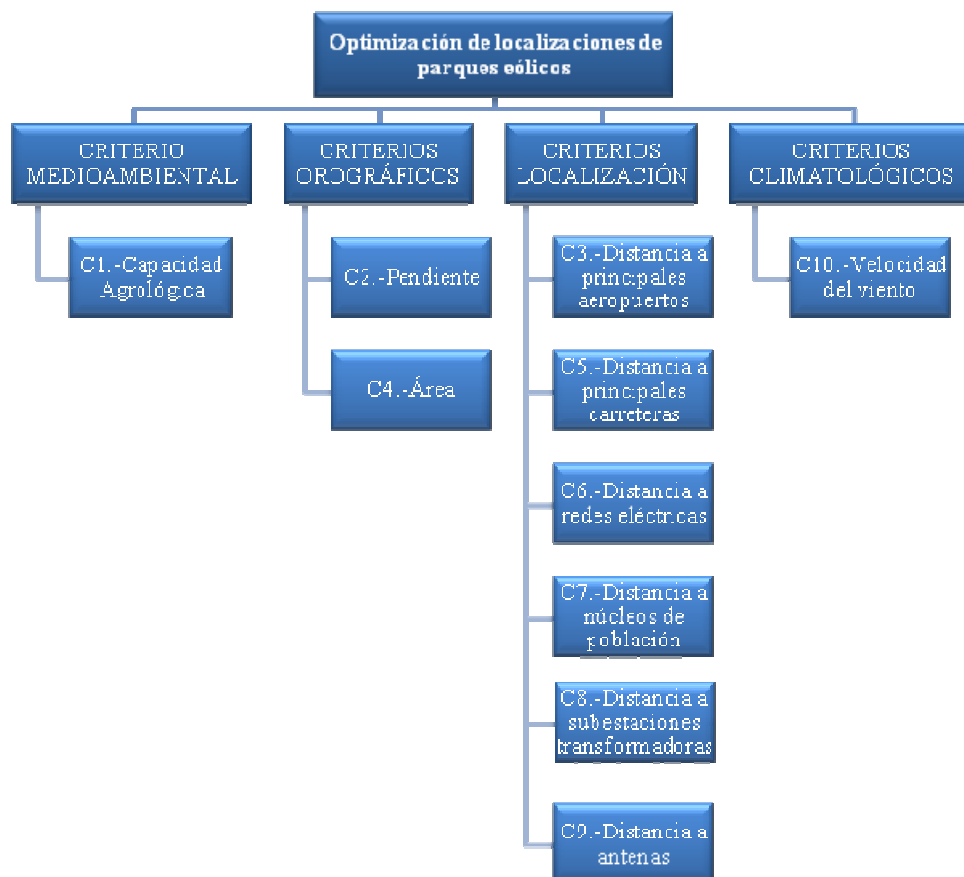 Optimización de localizaciones de
parques eólicos
CRITERIO
MEDIOAMBIENTAL
C1.-Capacidad
Agrológica
CRITERIOS
OROGRÁFICOS
C2.-Pendiente
C4.-Área
CRITERIOS
LOCALIZACIÓN
C3.-Distancia a
principales
aeropuertos
C5.-Distancia a
principales
carreteras
C6.-Distancia a
redes eléctricas
C7.-Distancia a
núcleos de
población
C8.-Distancia a
subestaciones
transformadoras
C9.-Distancia a
antenas
CRITERIOS
CLIMATOLÓGICOS
C10.-Velocidad
del viento